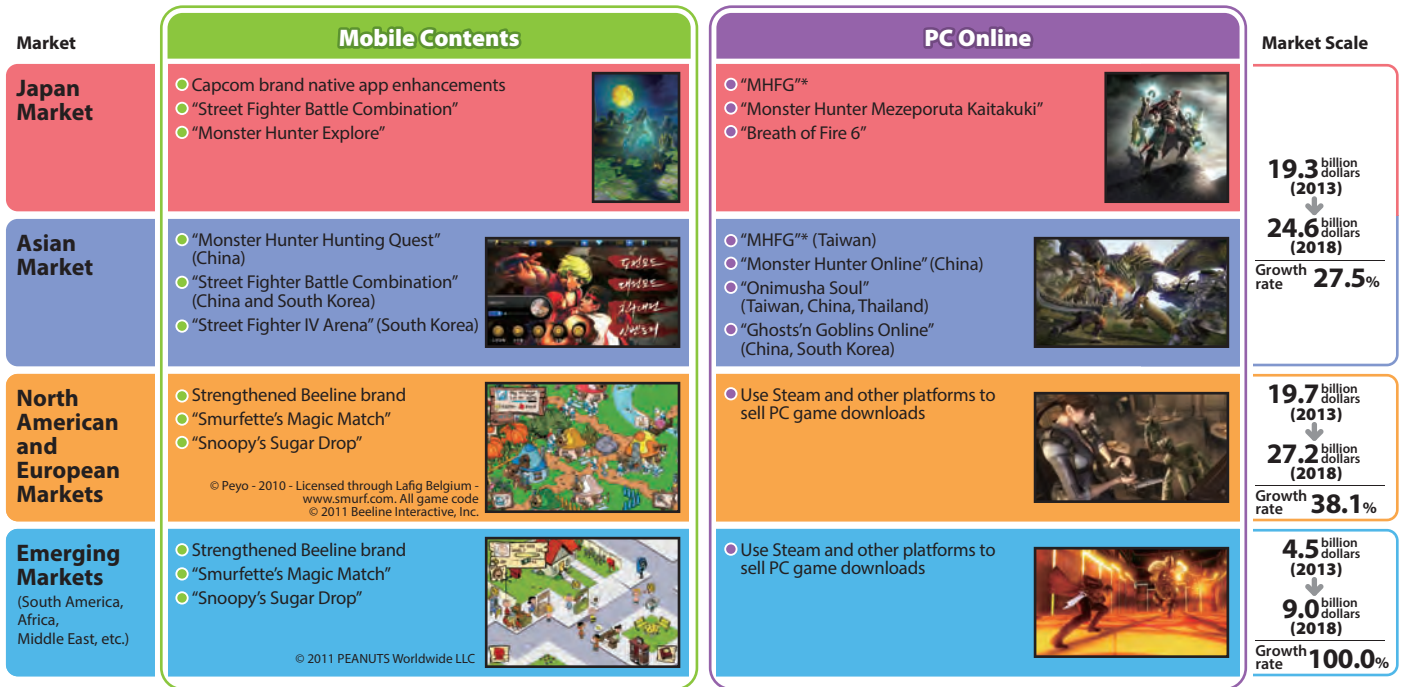 Market
Mobile Contents
PC Online
Market Scale
Japan
Market
Capcom brand native app enhancements
“Street Fighter Battle Combination”
“Monster Hunter Explore”
“MHFG”*
“Monster Hunter Mezeporuta Kaitakuki”
“Breath of Fire 6”
Asian
Market
“Monster Hunter Hunting Quest”
(China)
“Street Fighter Battle Combination”
(China and South Korea)
“Street Fighter IV Arena” (South Korea)
“MHFG”* (Taiwan)
“Monster Hunter Online” (China)
“Onimusha Soul”
(Taiwan, China, Thailand)
“Ghosts’n Goblins Online”
(China, South Korea)
19.3 billion dollars
(2013)
24.6 billion dollars
(2018)
Growth rate 27.5%
North
American
and
European
Markets
Strengthened Beeline brand
“Smurfette’s Magic Match”
“Snoopy’s Sugar Drop”
© Peyo - 2010 - Licensed through Lafig Belgium -
www.smurf.com. All game code
© 2011 Beeline Interactive, Inc.
Use Steam and other platforms to
sell PC game downloads
19.7 billion dollars
(2013)
27.2 billion dollars
(2018)
Growth rate 38.1%
Emerging
Markets
(South America,
Africa,
Middle East, etc.)
Strengthened Beeline brand
“Smurfette’s Magic Match”
“Snoopy’s Sugar Drop”
© 2011 PEANUTS Worldwide LLC
Use Steam and other platforms to
sell PC game downloads
4.5 billion dollars
(2013)
9.0 billion dollars
(2018)
Growth rate 100.0%